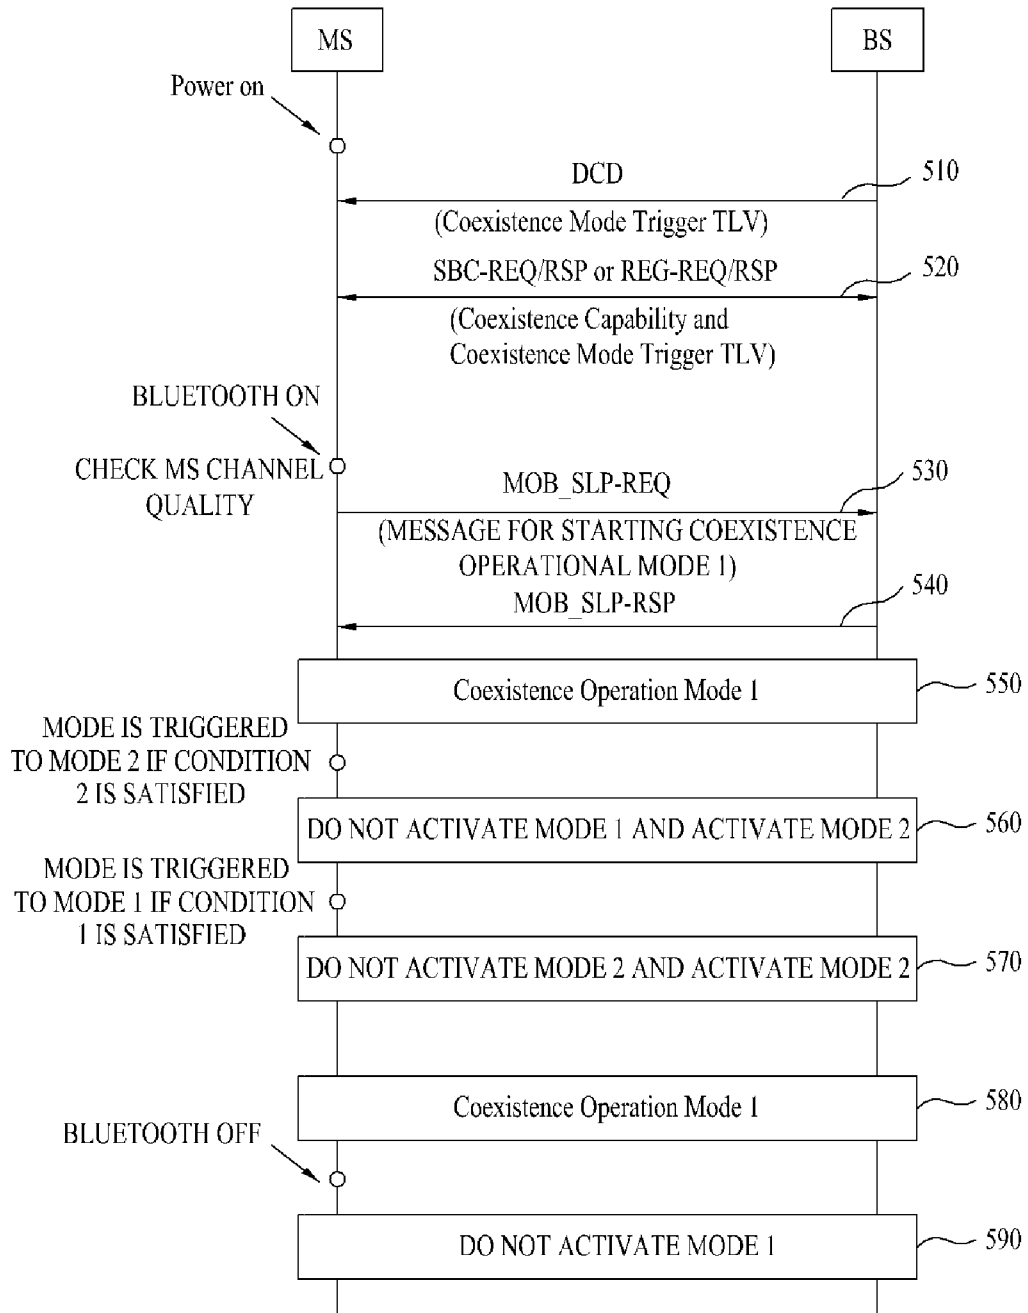 MS
BS
Power on
DCD
510
(Coexistence Mode Trigger TLV)
SBC-REQ/RSP or REG-REQ/RSP
520
(Coexistence Capability and
Coexistence Mode Trigger TLV)
BLUETOOTH ON
CHECK MS CHANNEL
QUALITY
MOB_SLP-REQ
530
(MESSAGE FOR STARTING COEXISTENCE
OPERATIONAL MODE 1)
MOB_SLP-RSP
540
Coexistence Operation Mode 1
550
MODE IS TRIGGERED
TO MODE 2 IF CONDITION
2 IS SATISFIED
DO NOT ACTIVATE MODE 1 AND ACTIVATE MODE 2
560
MODE IS TRIGGERED
TO MODE 1 IF CONDITION
1 IS SATISFIED
DO NOT ACTIVATE MODE 2 AND ACTIVATE MODE 2
570
Coexistence Operation Mode 1
580
BLUETOOTH OFF
DO NOT ACTIVATE MODE 1
590